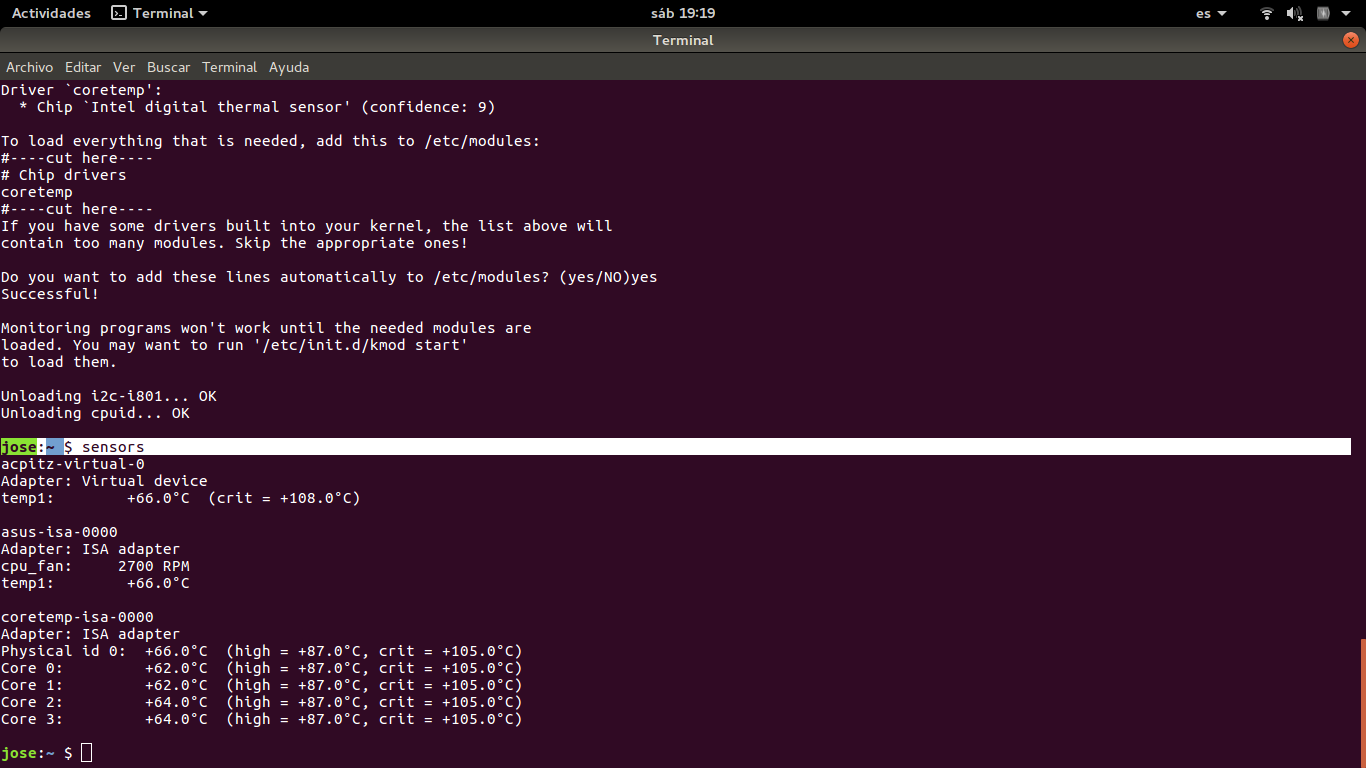 Actividades Terminal sáb 19:19 es
Terminal
Archivo Editar Ver Buscar Terminal Ayuda
Driver `coretemp':
  * Chip `Intel digital thermal sensor' (confidence: 9)

To load everything that is needed, add this to /etc/modules:
#----cut here----
# Chip drivers
coretemp
#----cut here----
If you have some drivers built into your kernel, the list above will
contain too many modules. Skip the appropriate ones!

Do you want to add these lines automatically to /etc/modules? (yes/NO)yes
Successful!

Monitoring programs won't work until the needed modules are
loaded. You may want to run '/etc/init.d/kmod start'
to load them.

Unloading i2c-i801... OK
Unloading cpuid... OK

jose:~ $ sensors
acpitz-virtual-0
Adapter: Virtual device
temp1:        +66.0°C  (crit = +108.0°C)

asus-isa-0000
Adapter: ISA adapter
cpu_fan:     2700 RPM
temp1:        +66.0°C

coretemp-isa-0000
Adapter: ISA adapter
Physical id 0:  +66.0°C  (high = +87.0°C, crit = +105.0°C)
Core 0:         +62.0°C  (high = +87.0°C, crit = +105.0°C)
Core 1:         +62.0°C  (high = +87.0°C, crit = +105.0°C)
Core 2:         +64.0°C  (high = +87.0°C, crit = +105.0°C)
Core 3:         +64.0°C  (high = +87.0°C, crit = +105.0°C)

jose:~ $